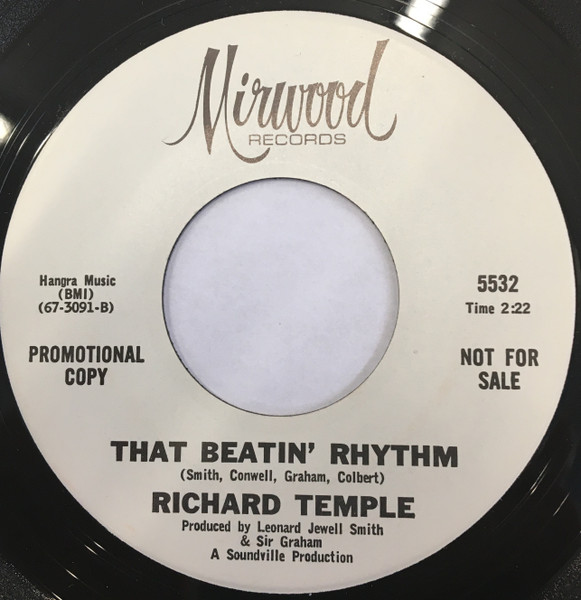 Mirwood
RECORDS
Hangra Music
(BMI)
(67-3091-B)
PROMOTIONAL
COPY
5532
Time 2:22
NOT FOR
SALE
THAT BEATIN' RHYTHM
(Smith, Conwell, Graham, Colbert)
RICHARD TEMPLE
Produced by Leonard Jewell Smith
& Sir Graham
A Soundville Production